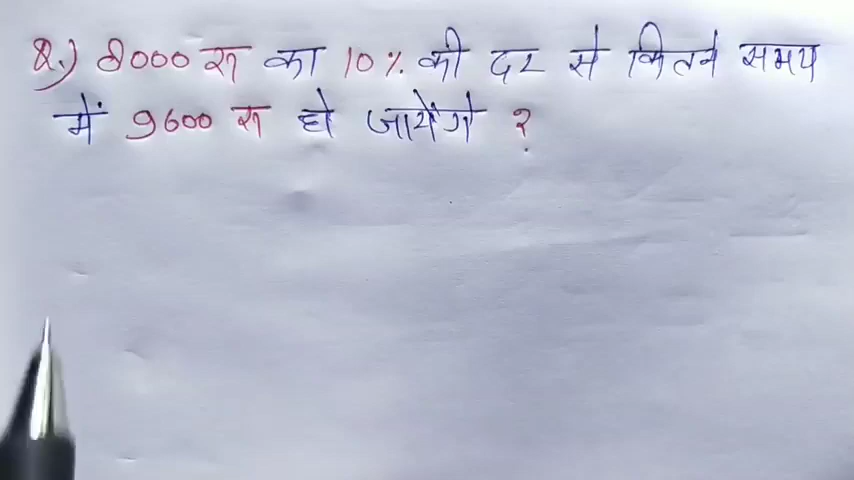 Q.) 8000 रु का 10% की दर से कितने समय
में 9600 रु हो जायेंगे ?